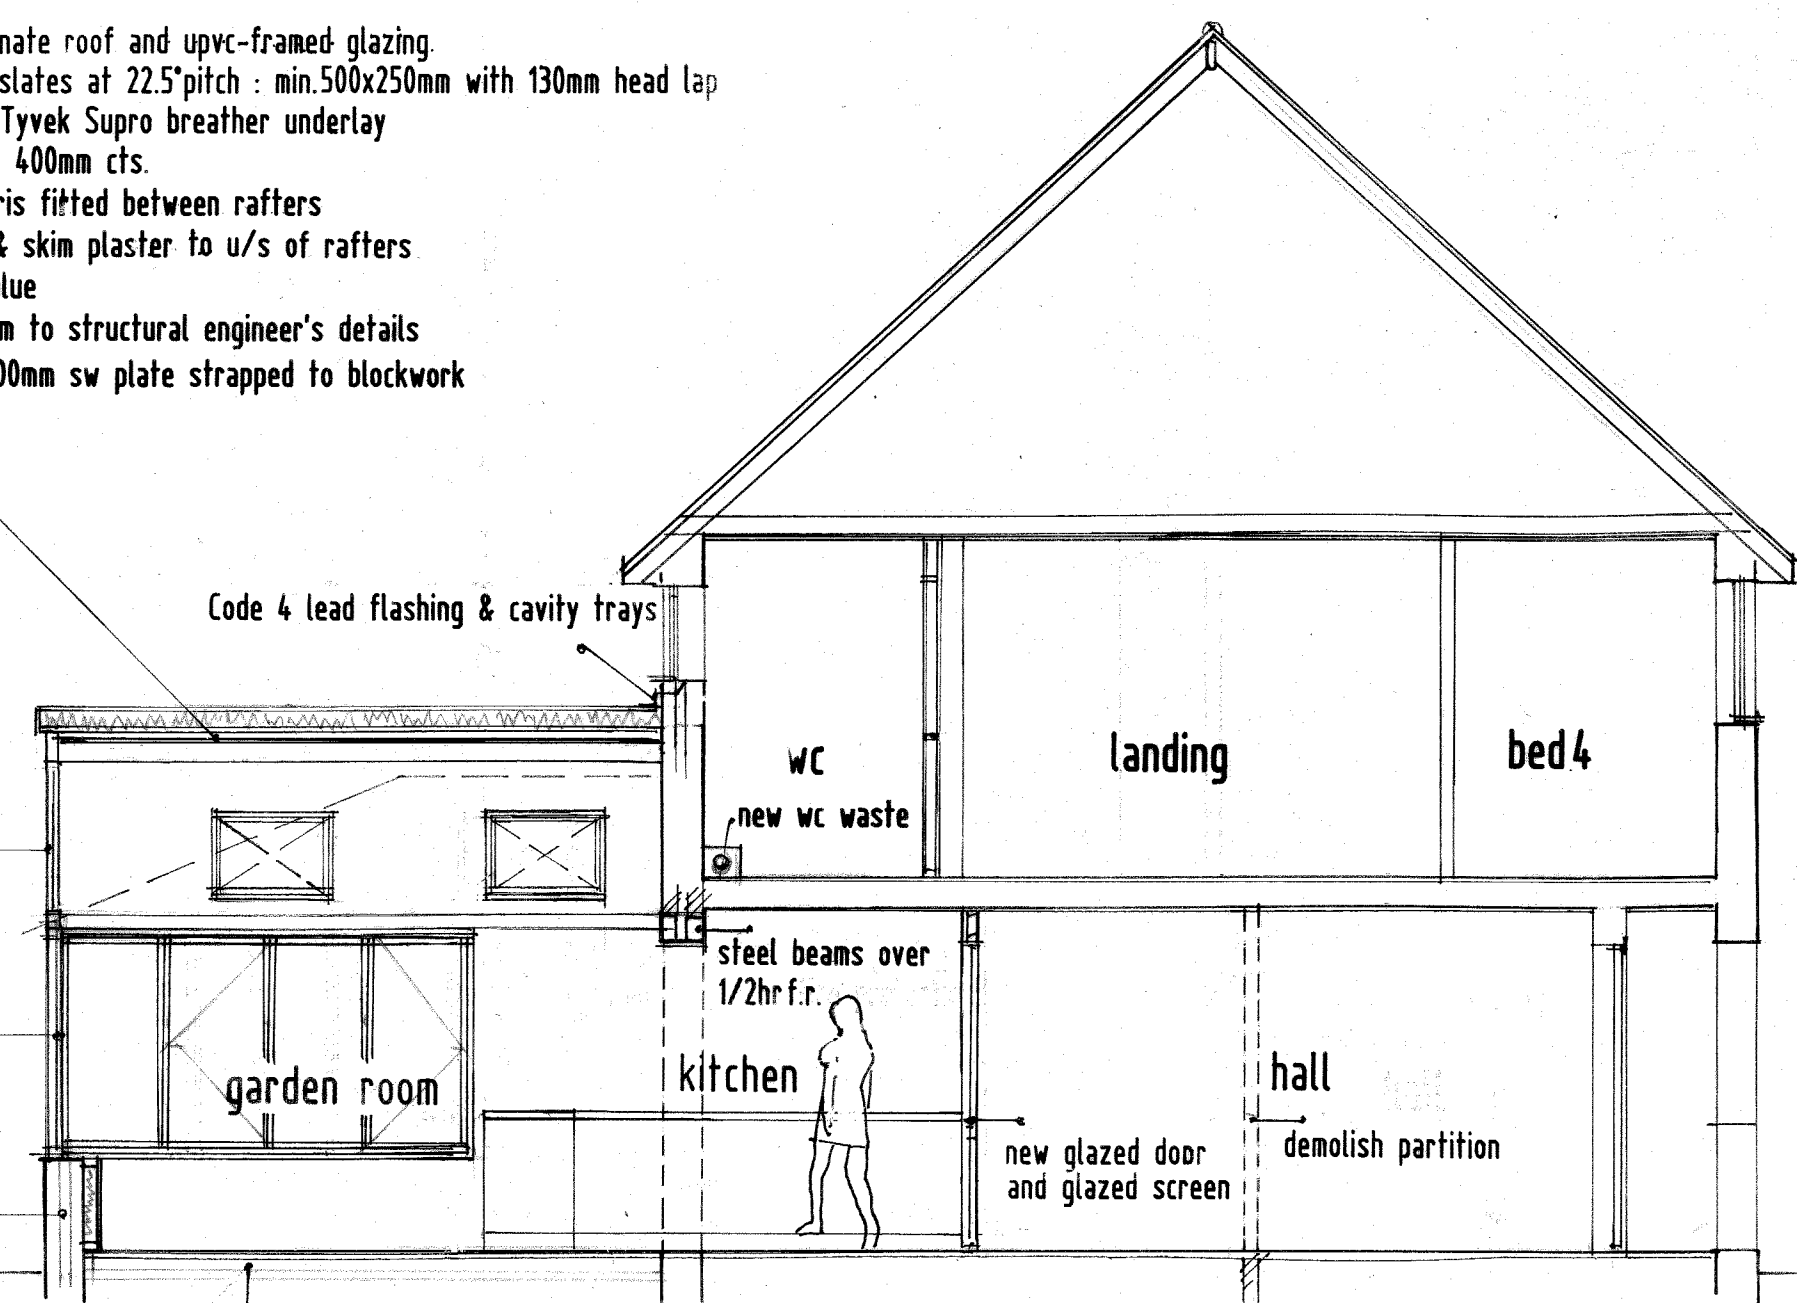 nate roof and upvc-framed glazing.
slates at 22.5°pitch : min.500x250mm with 130mm head lap
Tyvek Supro breather underlay
400mm cts.
ris fitted between rafters
& skim plaster to u/s of rafters
lue
m to structural engineer's details
00mm sw plate strapped to blockwork
Code 4 lead flashing & cavity trays
wc
landing
bed 4
new wc waste
steel beams over
1/2hr f.r.
kitchen
hall
garden room
demolish partition
new glazed door
and glazed screen